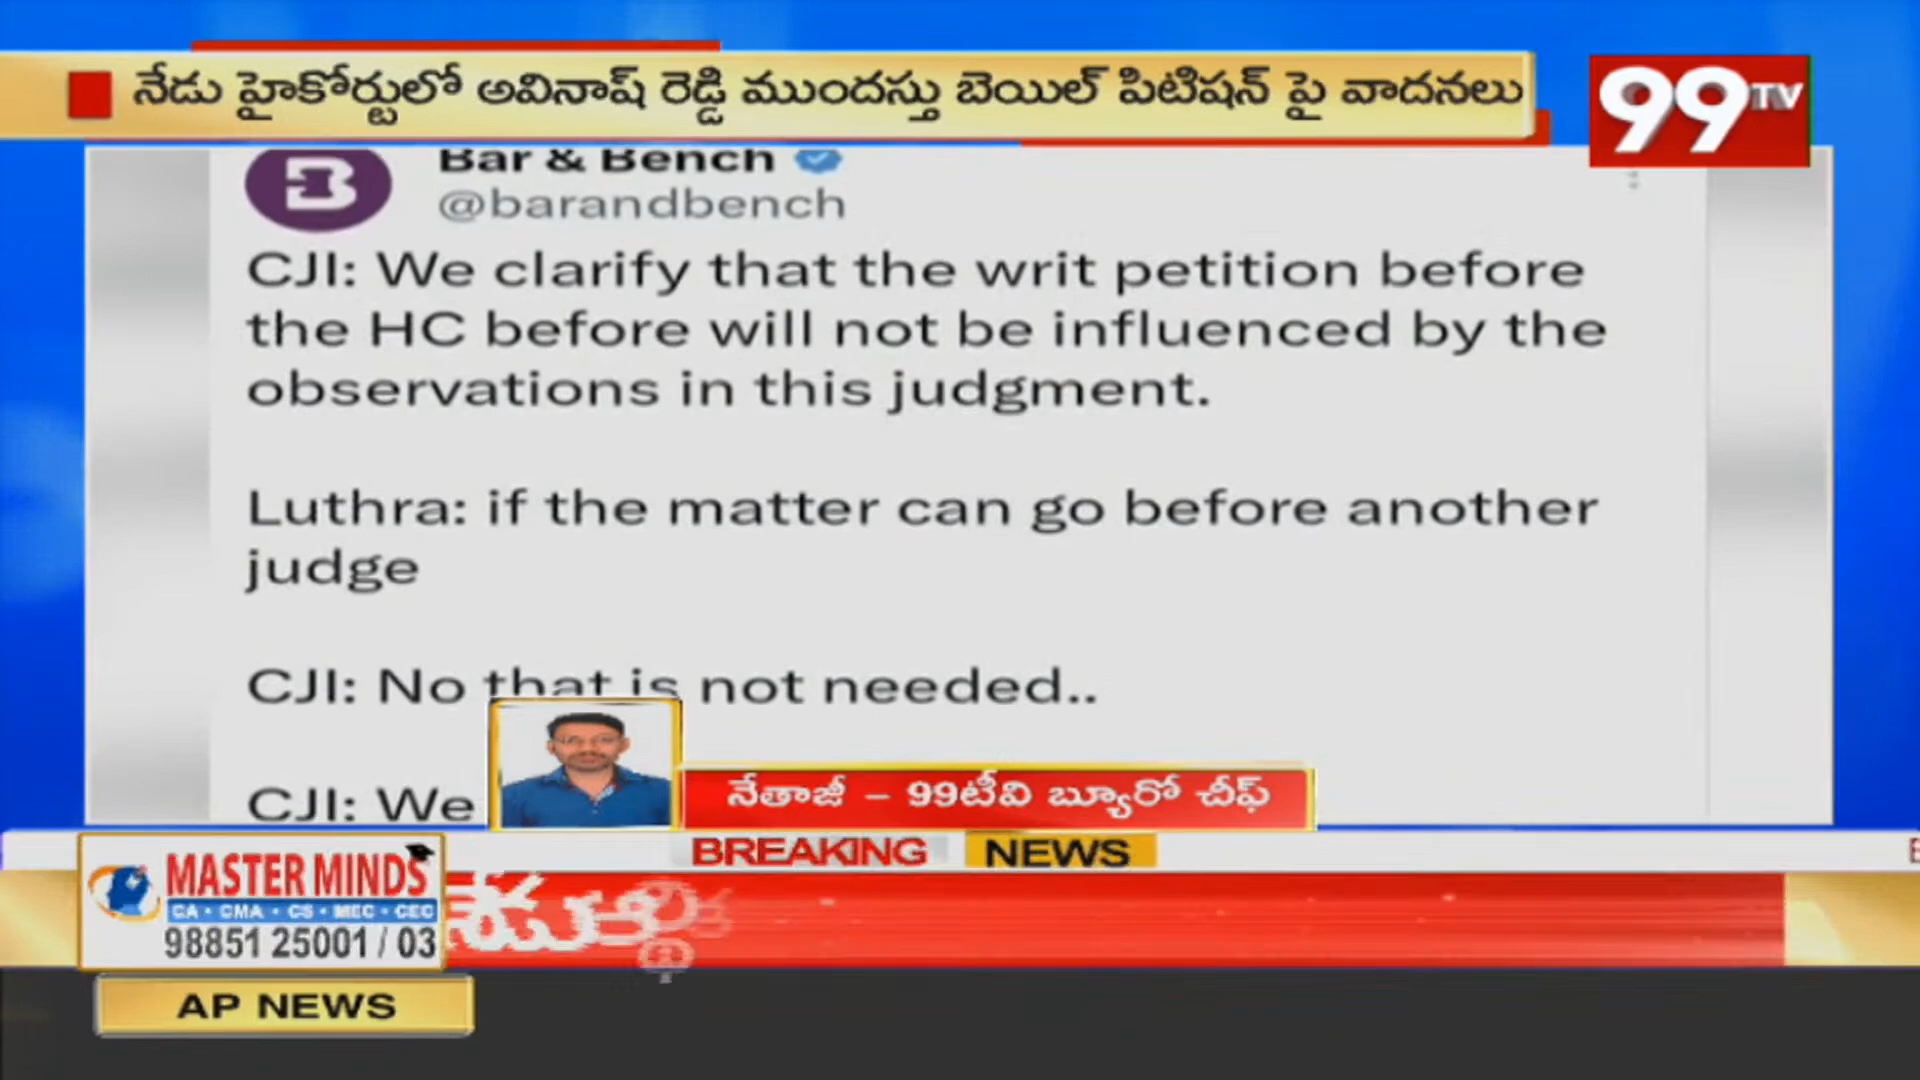 నేడు హైకోర్టులో అవినాష్ రెడ్డి ముందస్తు బెయిల్ పిటిషన్ పై వాదనలు
99TV
Bar & Bench
@barandbench
CJI: We clarify that the writ petition before
the HC before will not be influenced by the
observations in this judgment.
Luthra: if the matter can go before another
judge
CJI: No that is not needed..
CJI: We
నేతాజీ – 99టీవి బ్యూరో చీఫ్
BREAKING NEWS
MASTER MINDS
CA • CMA • CS • MEC • CEC
98851 25001 / 03
నేడు
AP NEWS